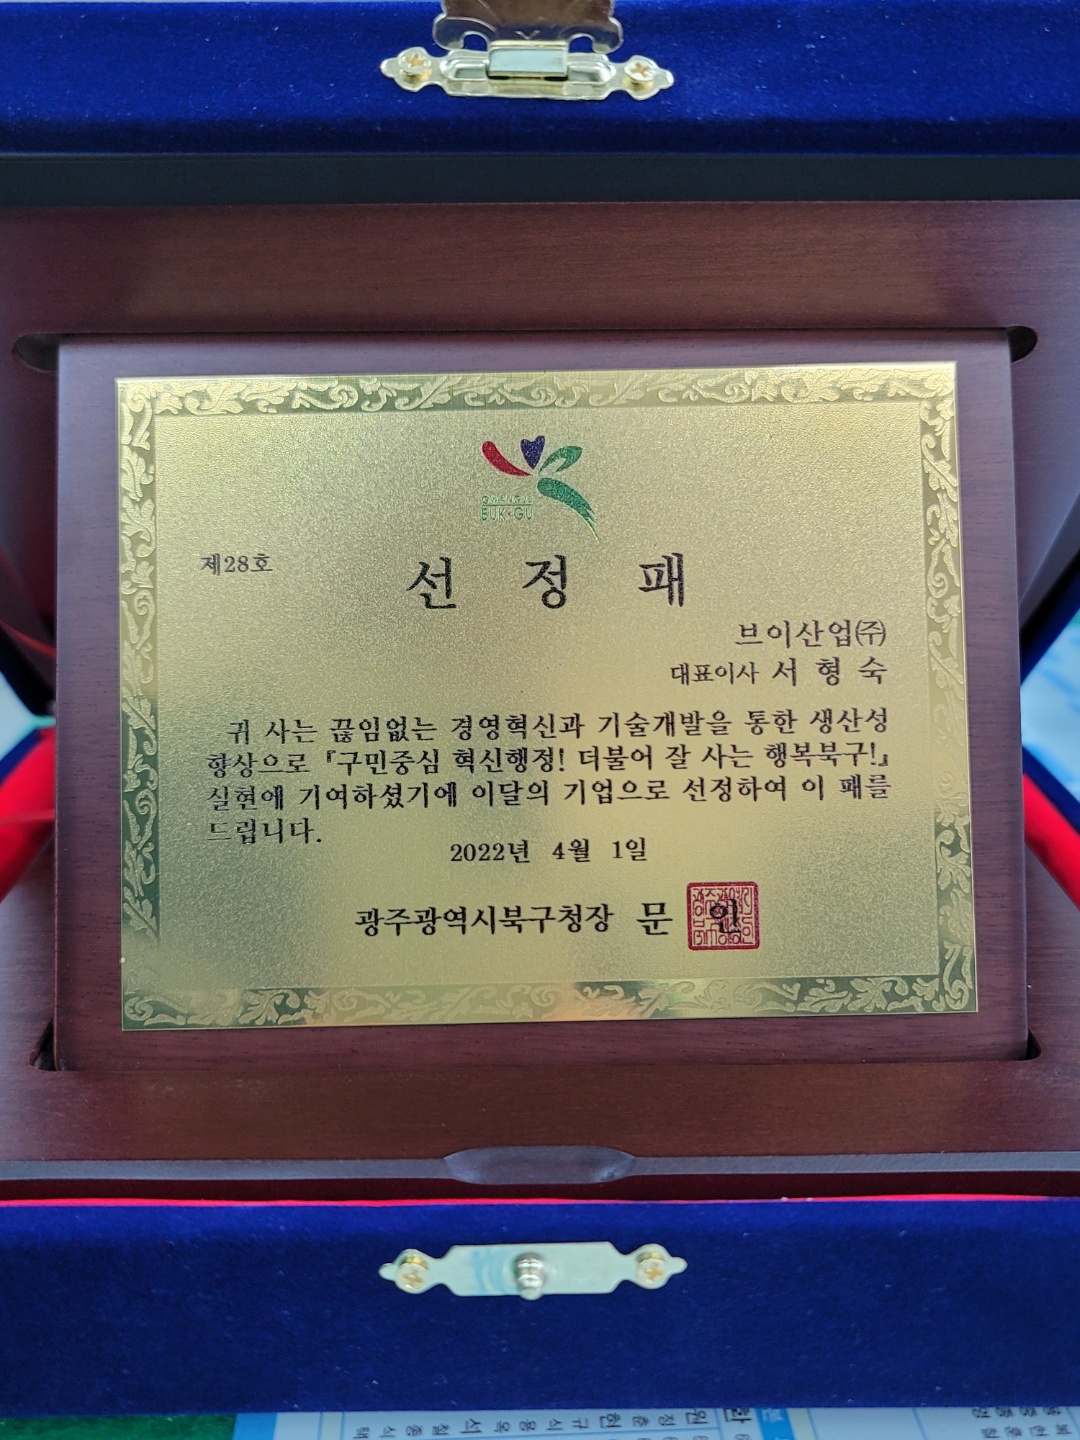 GWANGJU
BUK-GU
제28호
선 정 패
브이산업㈜
대표이사 서 형 숙
귀 사는 끊임없는 경영혁신과 기술개발을 통한 생산성
향상으로 『구민중심 혁신행정! 더불어 잘 사는 행복북구!』
실현에 기여하셨기에 이달의 기업으로 선정하여 이 패를
드립니다.
2022년 4월 1일
광주광역시북구청장 문 인